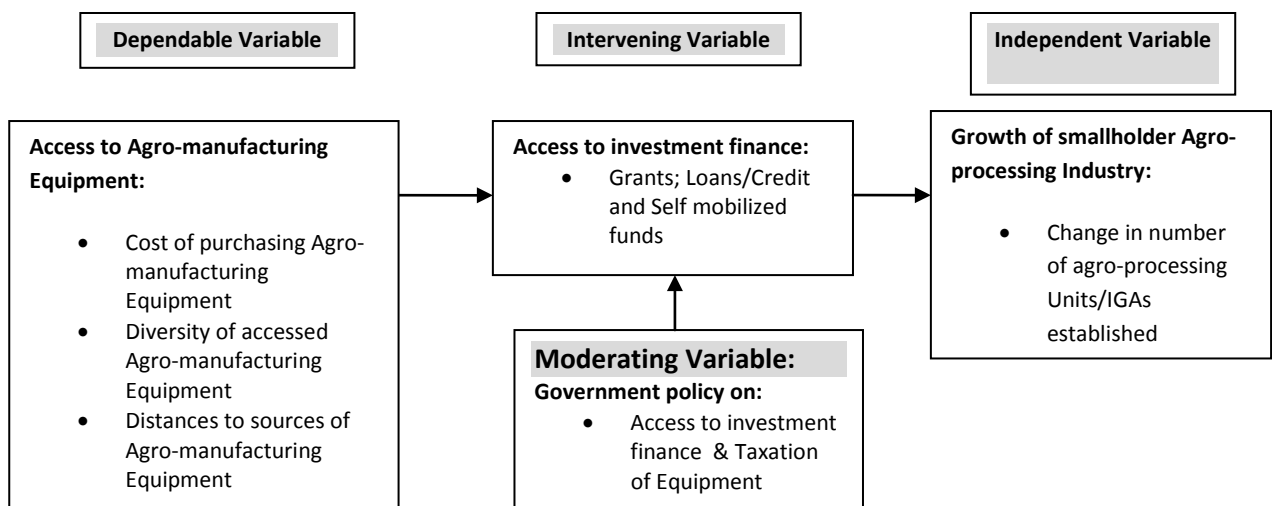 Dependable Variable
Intervening Variable
Independent Variable
Access to Agro-manufacturing
Equipment:
• Cost of purchasing Agro-
manufacturing
Equipment
• Diversity of accessed
Agro-manufacturing
Equipment
• Distances to sources of
Agro-manufacturing
Equipment
Access to investment finance:
• Grants; Loans/Credit
and Self mobilized
funds
Moderating Variable:
Government policy on:
• Access to investment
finance & Taxation
of Equipment
Growth of smallholder Agro-
processing Industry:
• Change in number
of agro-processing
Units/IGAs
established